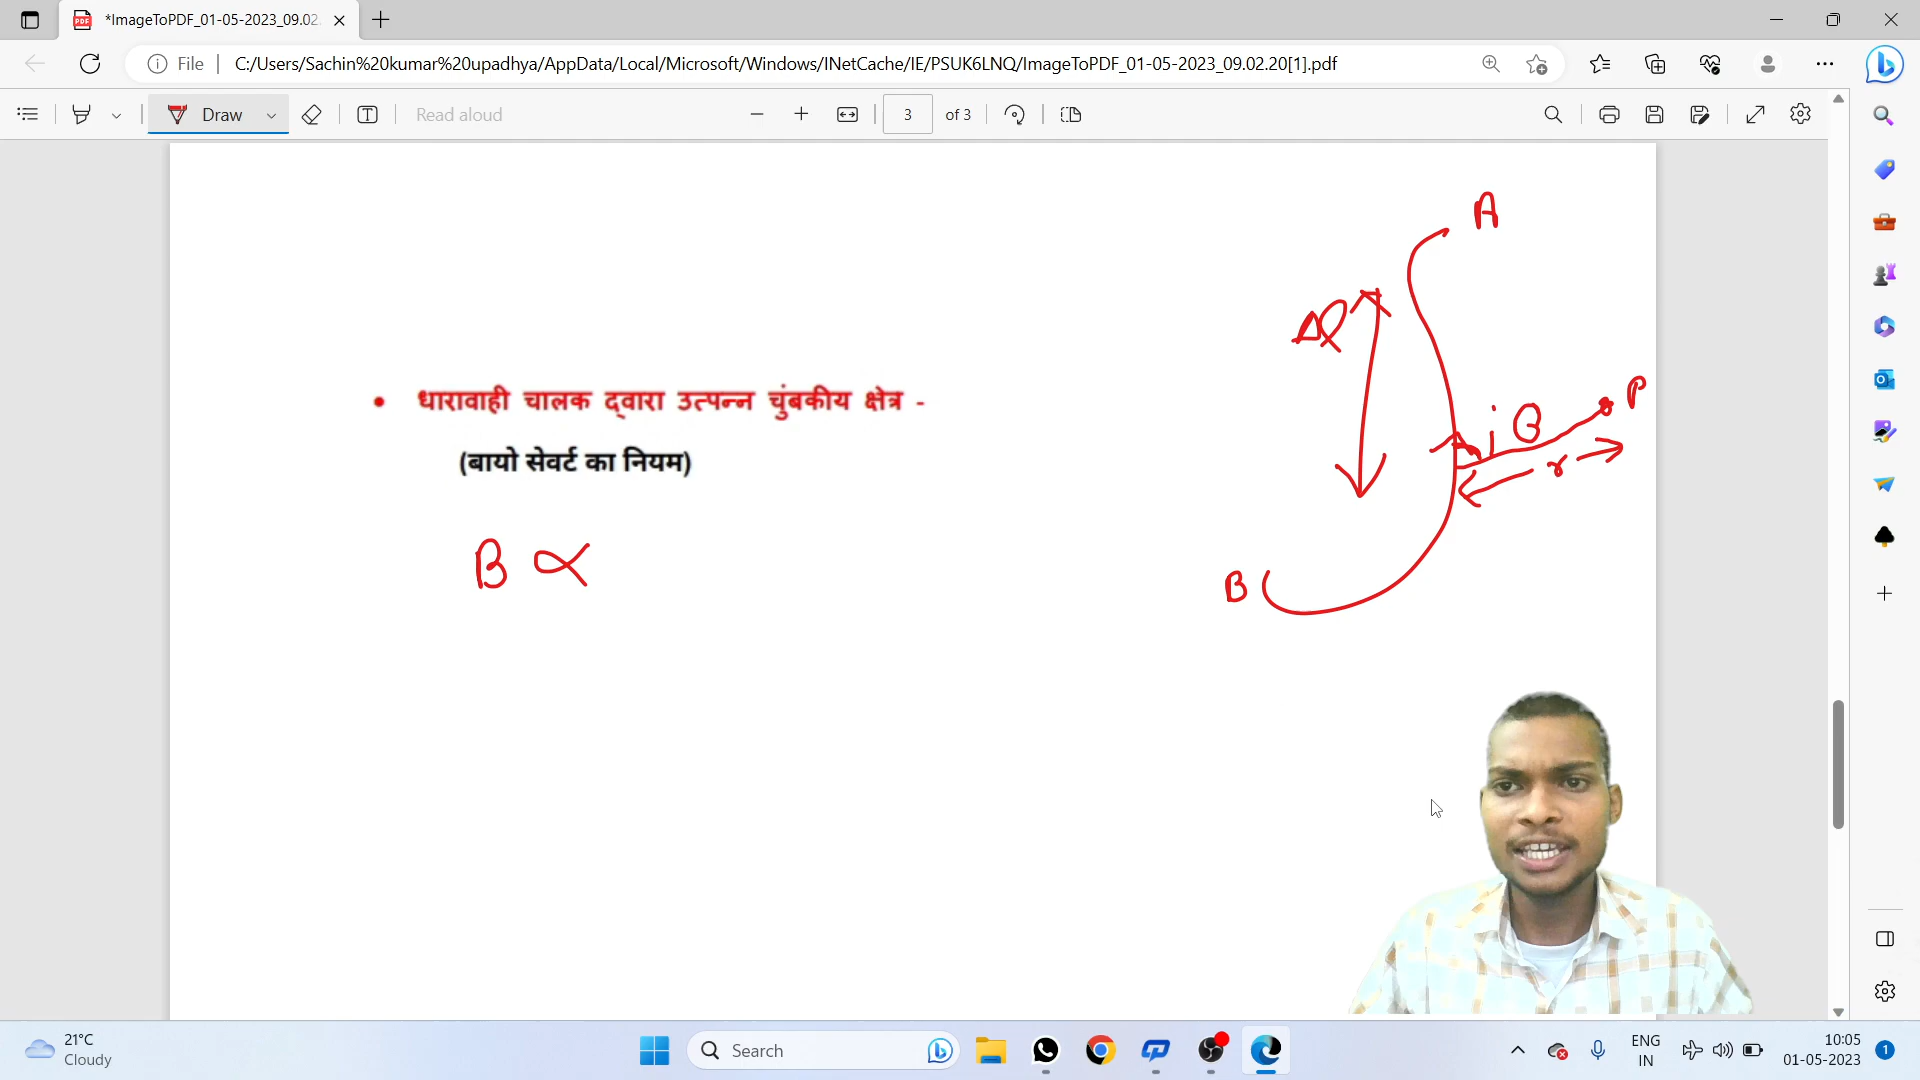 *ImageToPDF_01-05-2023_09.02
File
C:/Users/Sachin%20kumar%20upadhya/AppData/Local/Microsoft/Windows/INetCache/IE/PSUK6LNQ/ImageToPDF_01-05-2023_09.02.20[1].pdf
Draw
Read aloud
3 of 3
A
Δl
• धारावाही चालक द्वारा उत्पन्न चुंबकीय क्षेत्र -
(बायो सेवर्ट का नियम)
i θ P
r
B ∝
B
21°C
Cloudy
Search
ENG
IN
10:05
01-05-2023
1